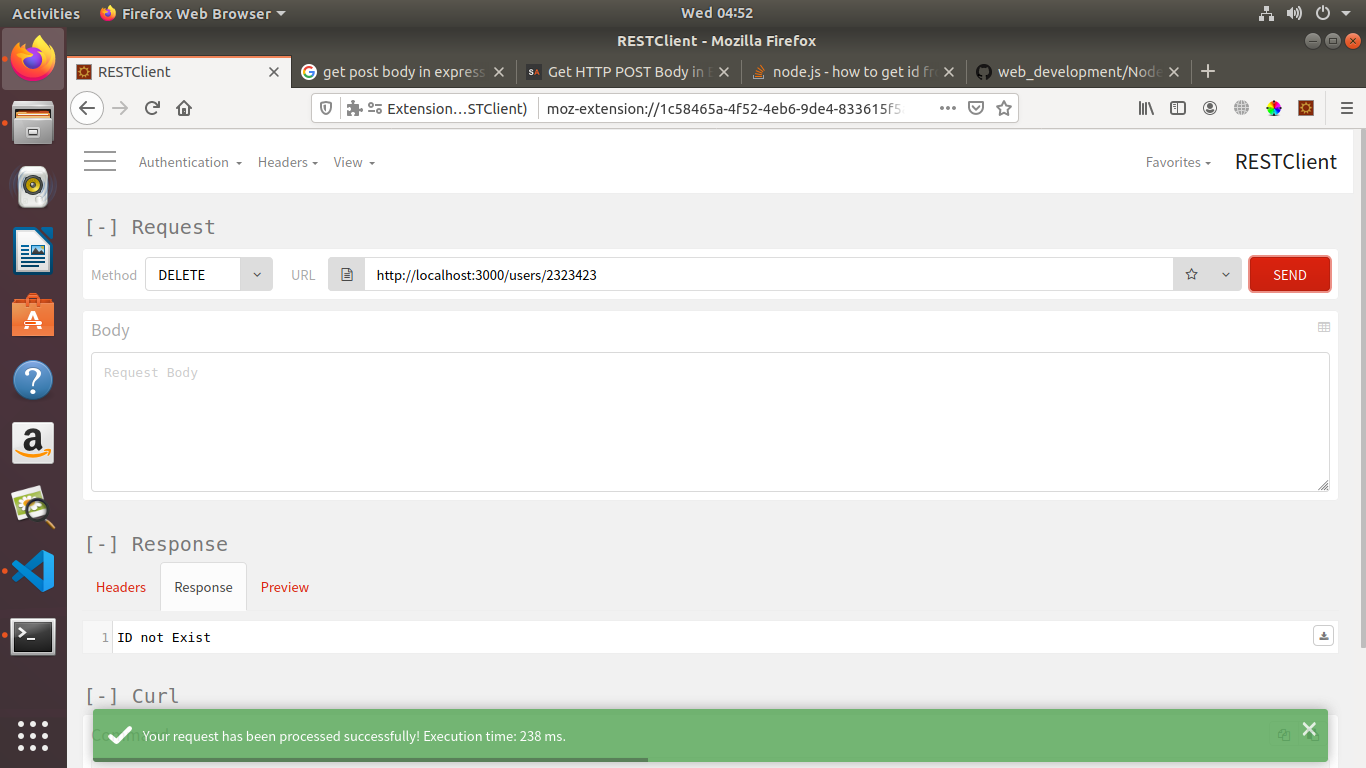 Activities
Firefox Web Browser
Wed 04:52
RESTClient - Mozilla Firefox
RESTClient
get post body in express
Get HTTP POST Body in
node.js - how to get id
web_development/Node
Extension…STClient)
moz-extension://1c58465a-4f52-4eb6-9de4-833615f5
Authentication
Headers
View
Favorites
RESTClient
[-] Request
Method
DELETE
URL
http://localhost:3000/users/2323423
SEND
Body
Request Body
[-] Response
Headers
Response
Preview
1 ID not Exist
[-] Curl
Your request has been processed successfully! Execution time: 238 ms.